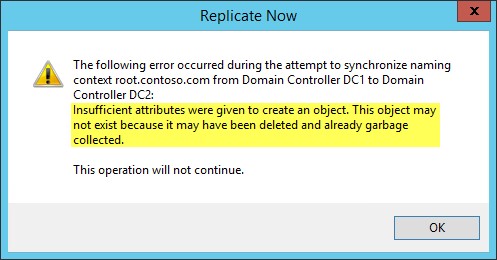 Replicate Now
x
The following error occurred during the attempt to synchronize naming
context root.contoso.com from Domain Controller DC1 to Domain
Controller DC2:
Insufficient attributes were given to create an object. This object may
not exist because it may have been deleted and already garbage
collected.
This operation will not continue.
OK